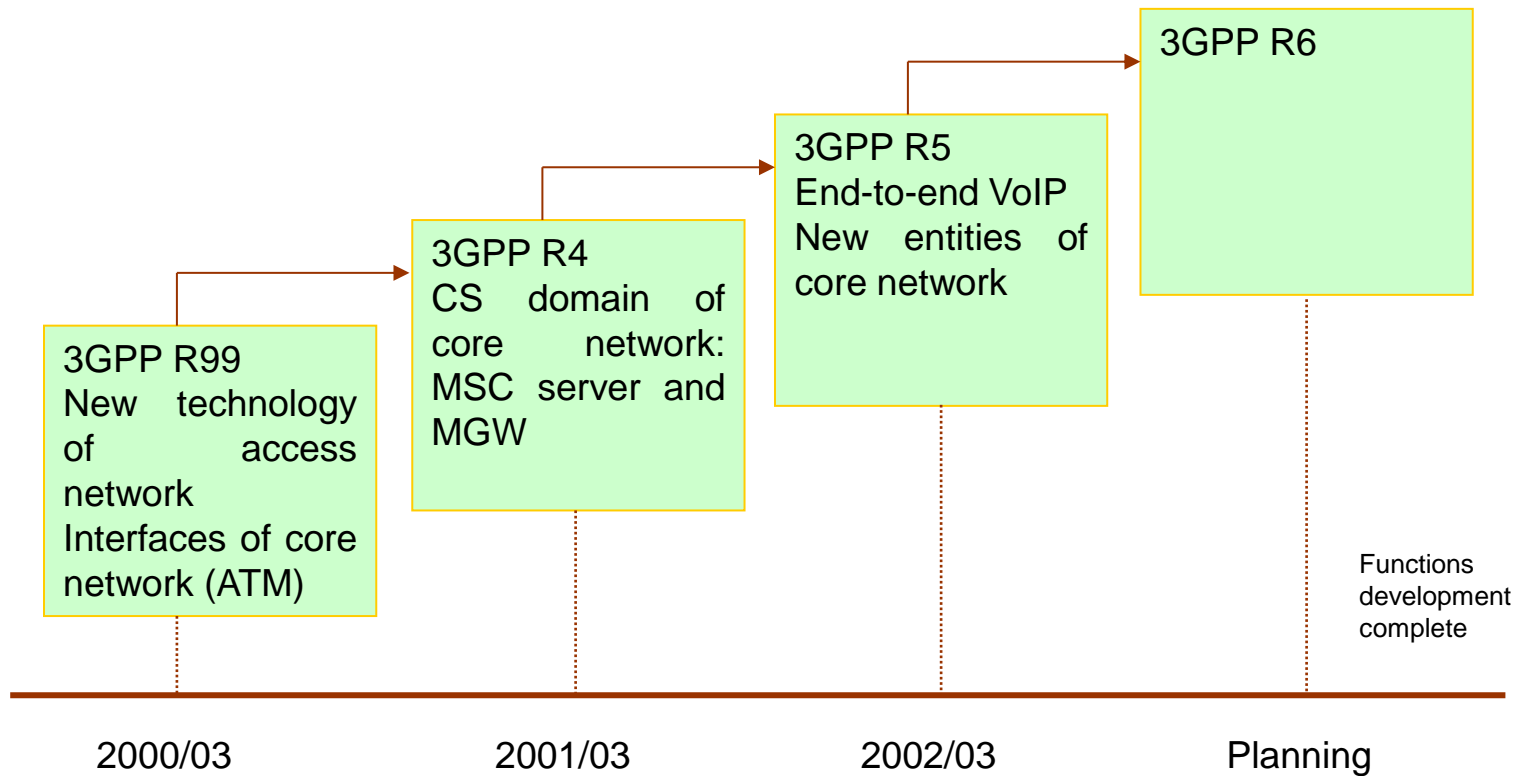 3GPP R99
New technology
of access
network
Interfaces of core
network (ATM)
3GPP R4
CS domain of
core network:
MSC server and
MGW
3GPP R5
End-to-end VoIP
New entities of
core network
3GPP R6
Functions
development
complete
2000/03
2001/03
2002/03
Planning